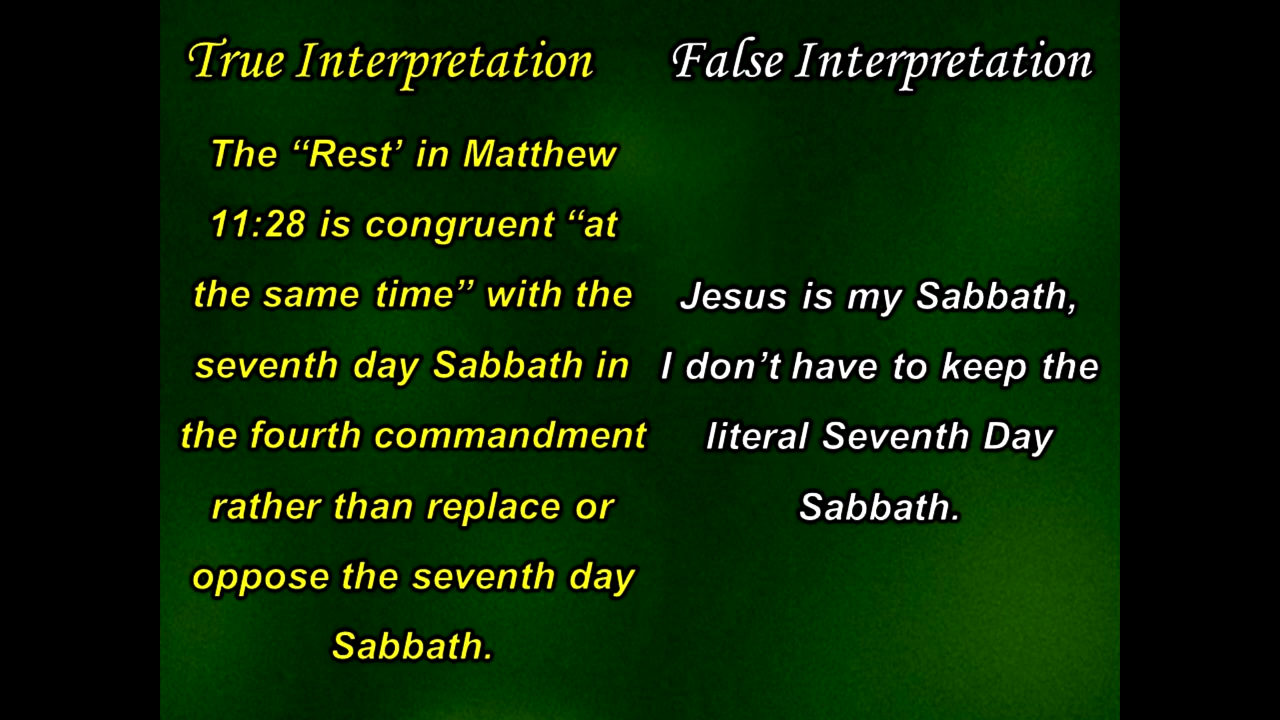 True Interpretation
The “Rest’ in Matthew
11:28 is congruent “at
the same time” with the
seventh day Sabbath in
the fourth commandment
rather than replace or
oppose the seventh day
Sabbath.
False Interpretation
Jesus is my Sabbath,
I don’t have to keep the
literal Seventh Day
Sabbath.